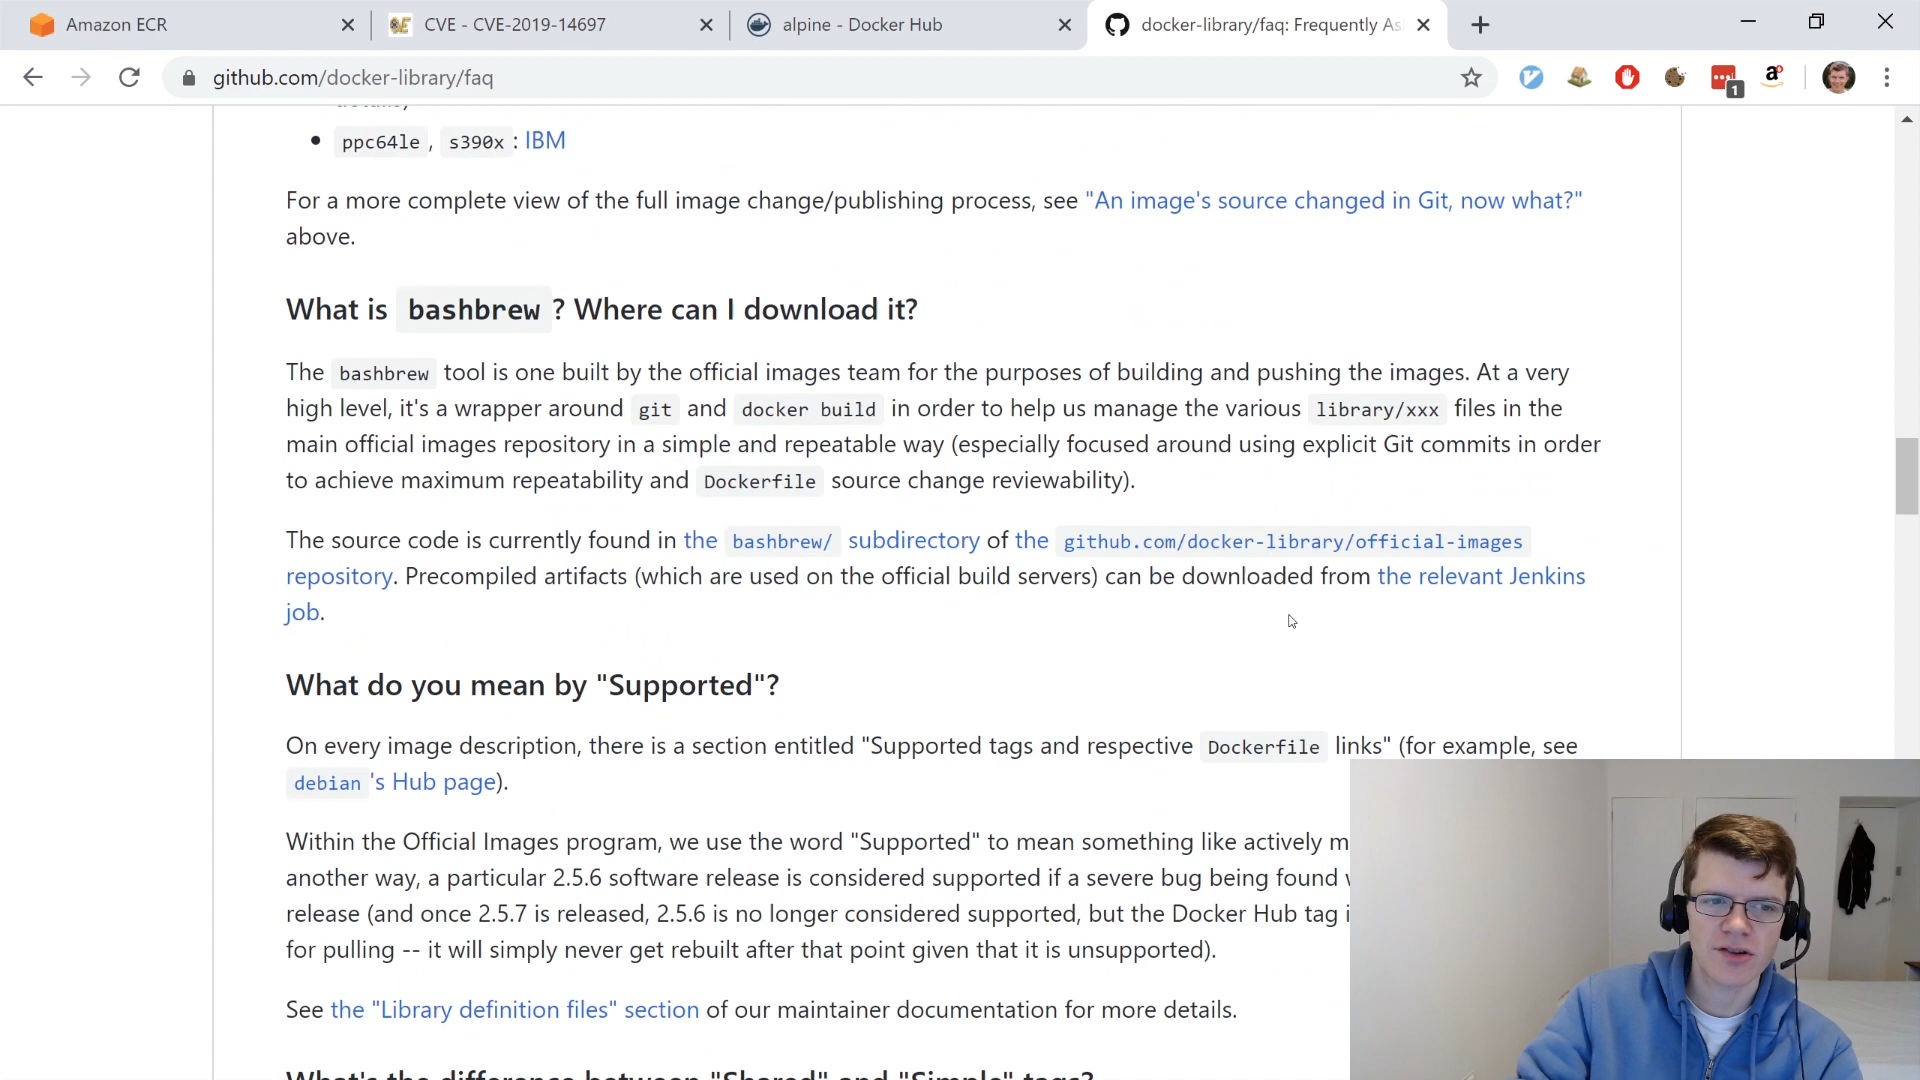 Amazon ECR
CVE - CVE-2019-14697
alpine - Docker Hub
docker-library/faq: Frequently As
github.com/docker-library/faq
1
ppc64le , s390x : IBM
For a more complete view of the full image change/publishing process, see "An image's source changed in Git, now what?"
above.
What is bashbrew ? Where can I download it?
The bashbrew tool is one built by the official images team for the purposes of building and pushing the images. At a very
high level, it's a wrapper around git and docker build in order to help us manage the various library/xxx files in the
main official images repository in a simple and repeatable way (especially focused around using explicit Git commits in order
to achieve maximum repeatability and Dockerfile source change reviewability).
The source code is currently found in the bashbrew/ subdirectory of the github.com/docker-library/official-images
repository. Precompiled artifacts (which are used on the official build servers) can be downloaded from the relevant Jenkins
job.
What do you mean by "Supported"?
On every image description, there is a section entitled "Supported tags and respective Dockerfile links" (for example, see
debian 's Hub page).
Within the Official Images program, we use the word "Supported" to mean something like actively m
another way, a particular 2.5.6 software release is considered supported if a severe bug being found
release (and once 2.5.7 is released, 2.5.6 is no longer considered supported, but the Docker Hub tag i
for pulling -- it will simply never get rebuilt after that point given that it is unsupported).
See the "Library definition files" section of our maintainer documentation for more details.
What's the difference between "Shared" and "Simple" tags?